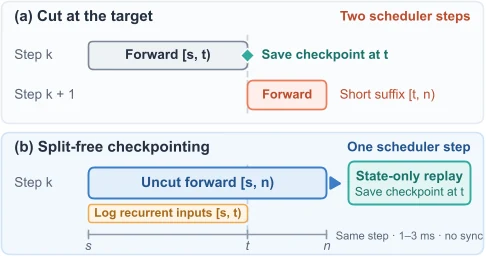 (a) Cut at the target
Two scheduler steps
Step k
Forward [s, t)
Save checkpoint at t
Step k + 1
Forward
Short suffix [t, n)
(b) Split-free checkpointing
One scheduler step
Step k
Uncut forward [s, n)
State-only replay
Save checkpoint at t
Log recurrent inputs [s, t)
s
t
n
Same step · 1–3 ms · no sync